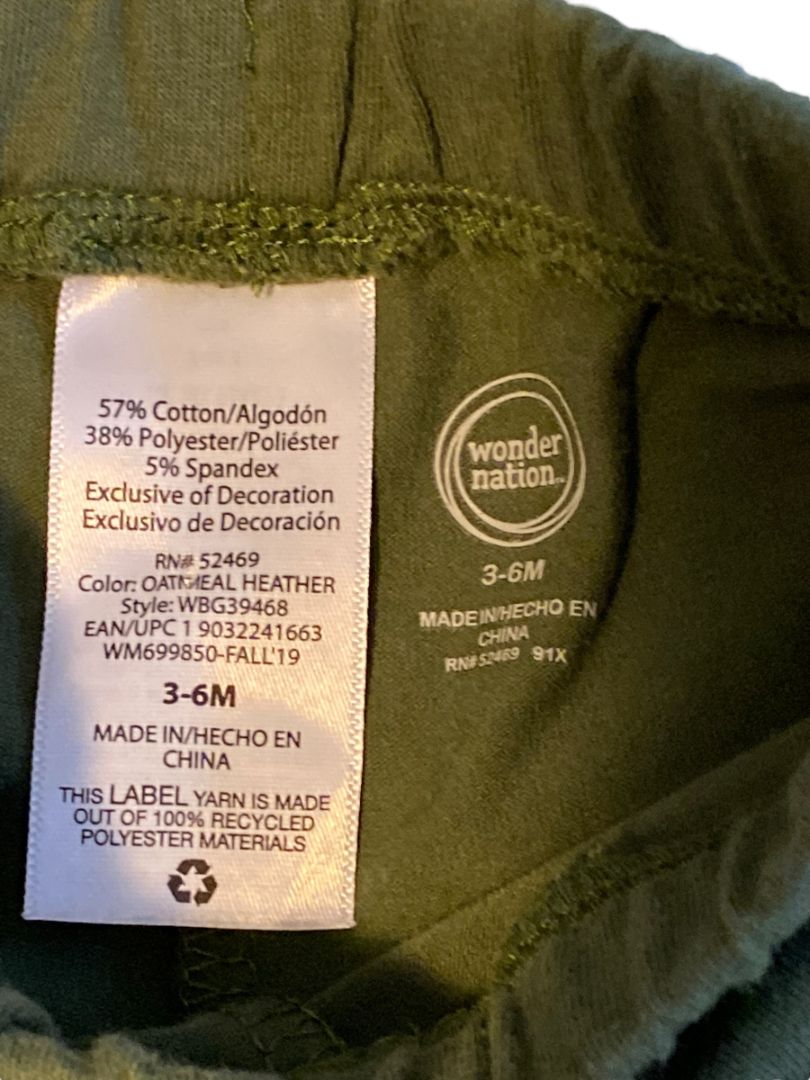 57% Cotton/Algodón
38% Polyester/Poliéster
5% Spandex
Exclusive of Decoration
Exclusivo de Decoración
RN# 52469
Color: OATMEAL HEATHER
Style: WBG39468
EAN/UPC 1 9032241663
WM699850-FALL'19
3-6M
MADE IN/HECHO EN
CHINA
THIS LABEL YARN IS MADE
OUT OF 100% RECYCLED
POLYESTER MATERIALS
wonder
nation™
3-6M
MADE IN/HECHO EN
CHINA
RN# 52469 91X